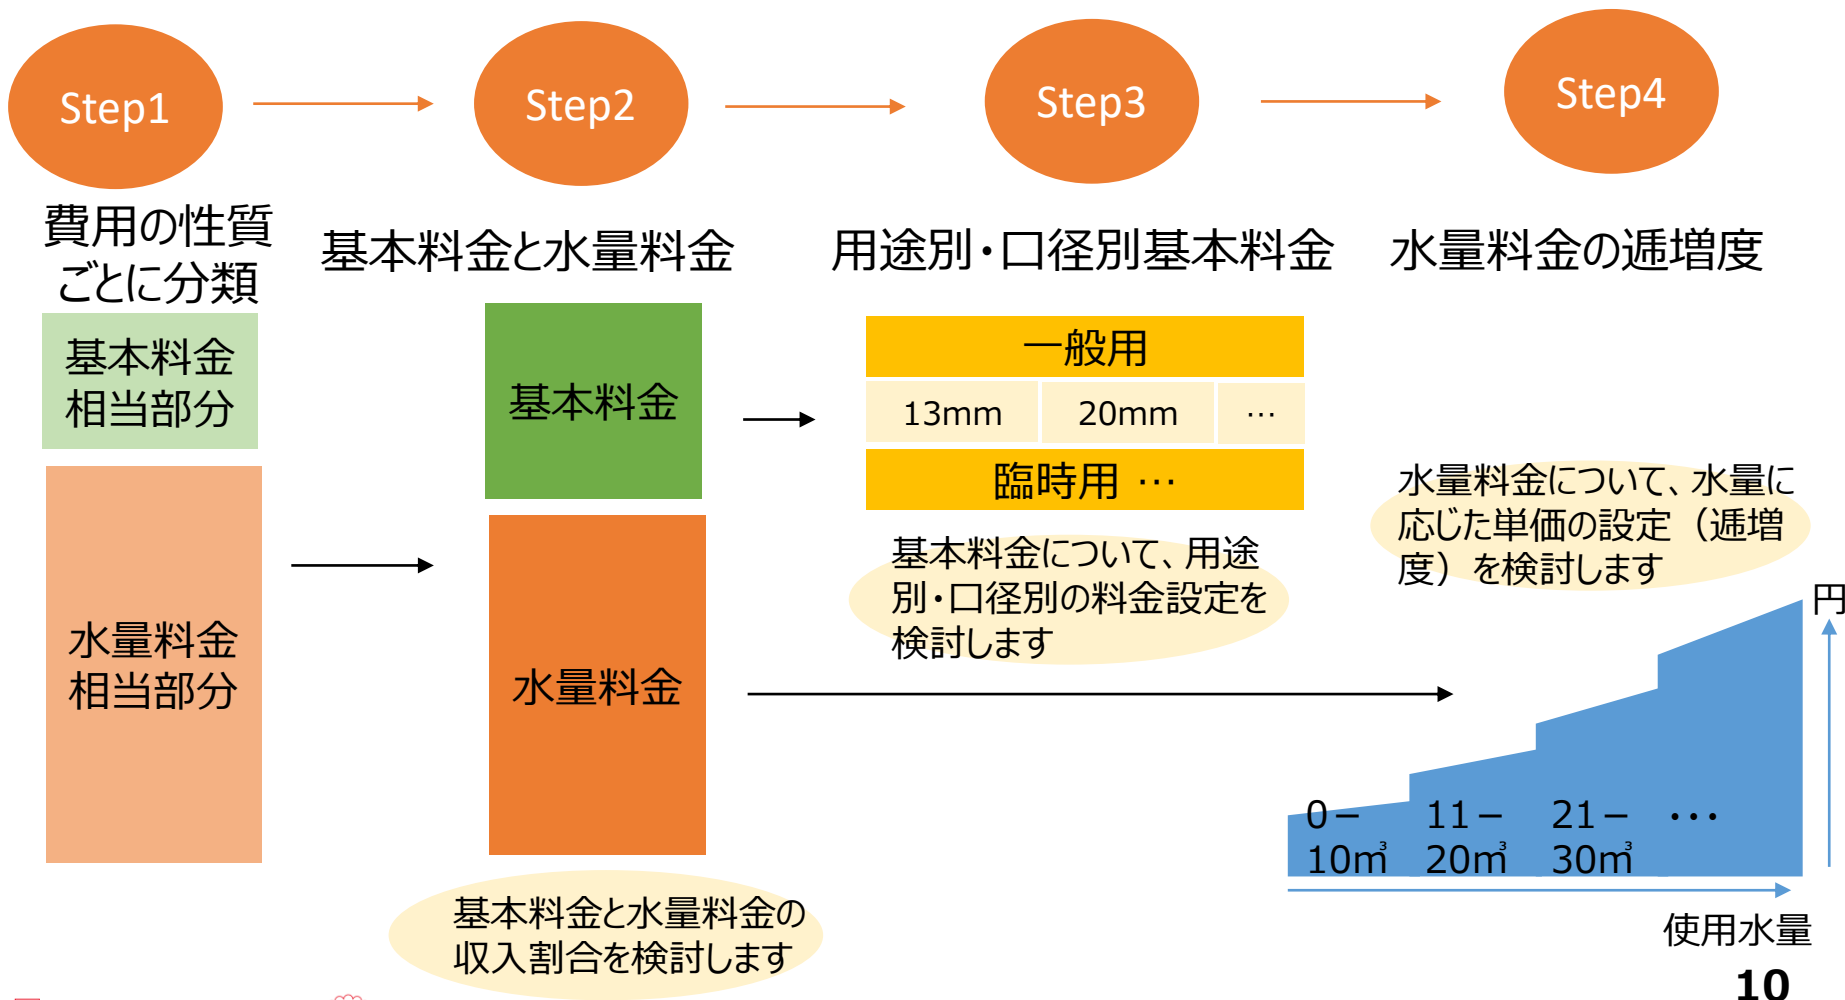 Step1
Step2
Step3
Step4
費用の性質
ごとに分類
基本料金と水量料金
用途別・口径別基本料金
水量料金の逓増度
基本料金
相当部分
水量料金
相当部分
基本料金
水量料金
基本料金と水量料金の
収入割合を検討します
一般用
13mm 20mm …
臨時用 …
基本料金について、用途
別・口径別の料金設定を
検討します
水量料金について、水量に
応じた単価の設定（逓増
度）を検討します
円
0－
10㎥
11－
20㎥
21－
30㎥
・・・
使用水量
10